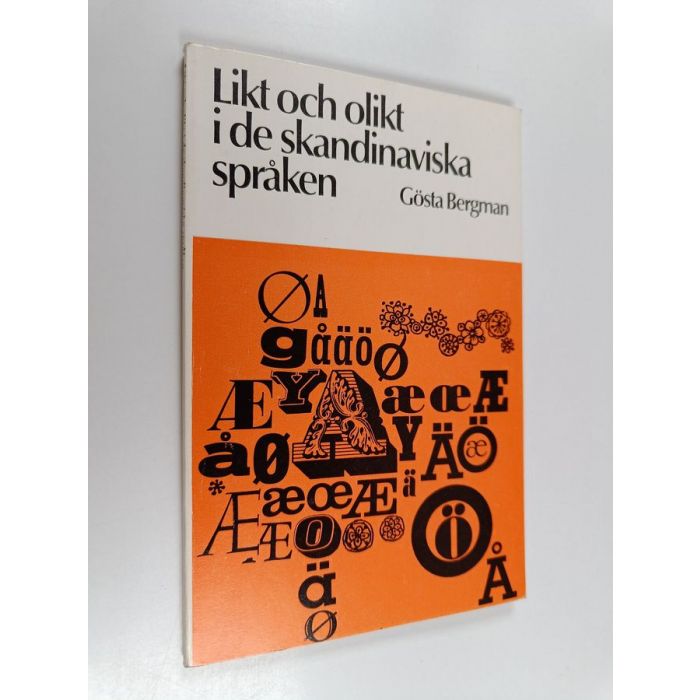 Likt och olikt
i de skandinaviska
språken
Gösta Bergman
Ø A
g å ä ö Ø
Æ Y A æ œ Æ
å Ø Y Ä Ö æ
* Æ æ œ Æ ä
Æ O Ö Å
ä
Ø